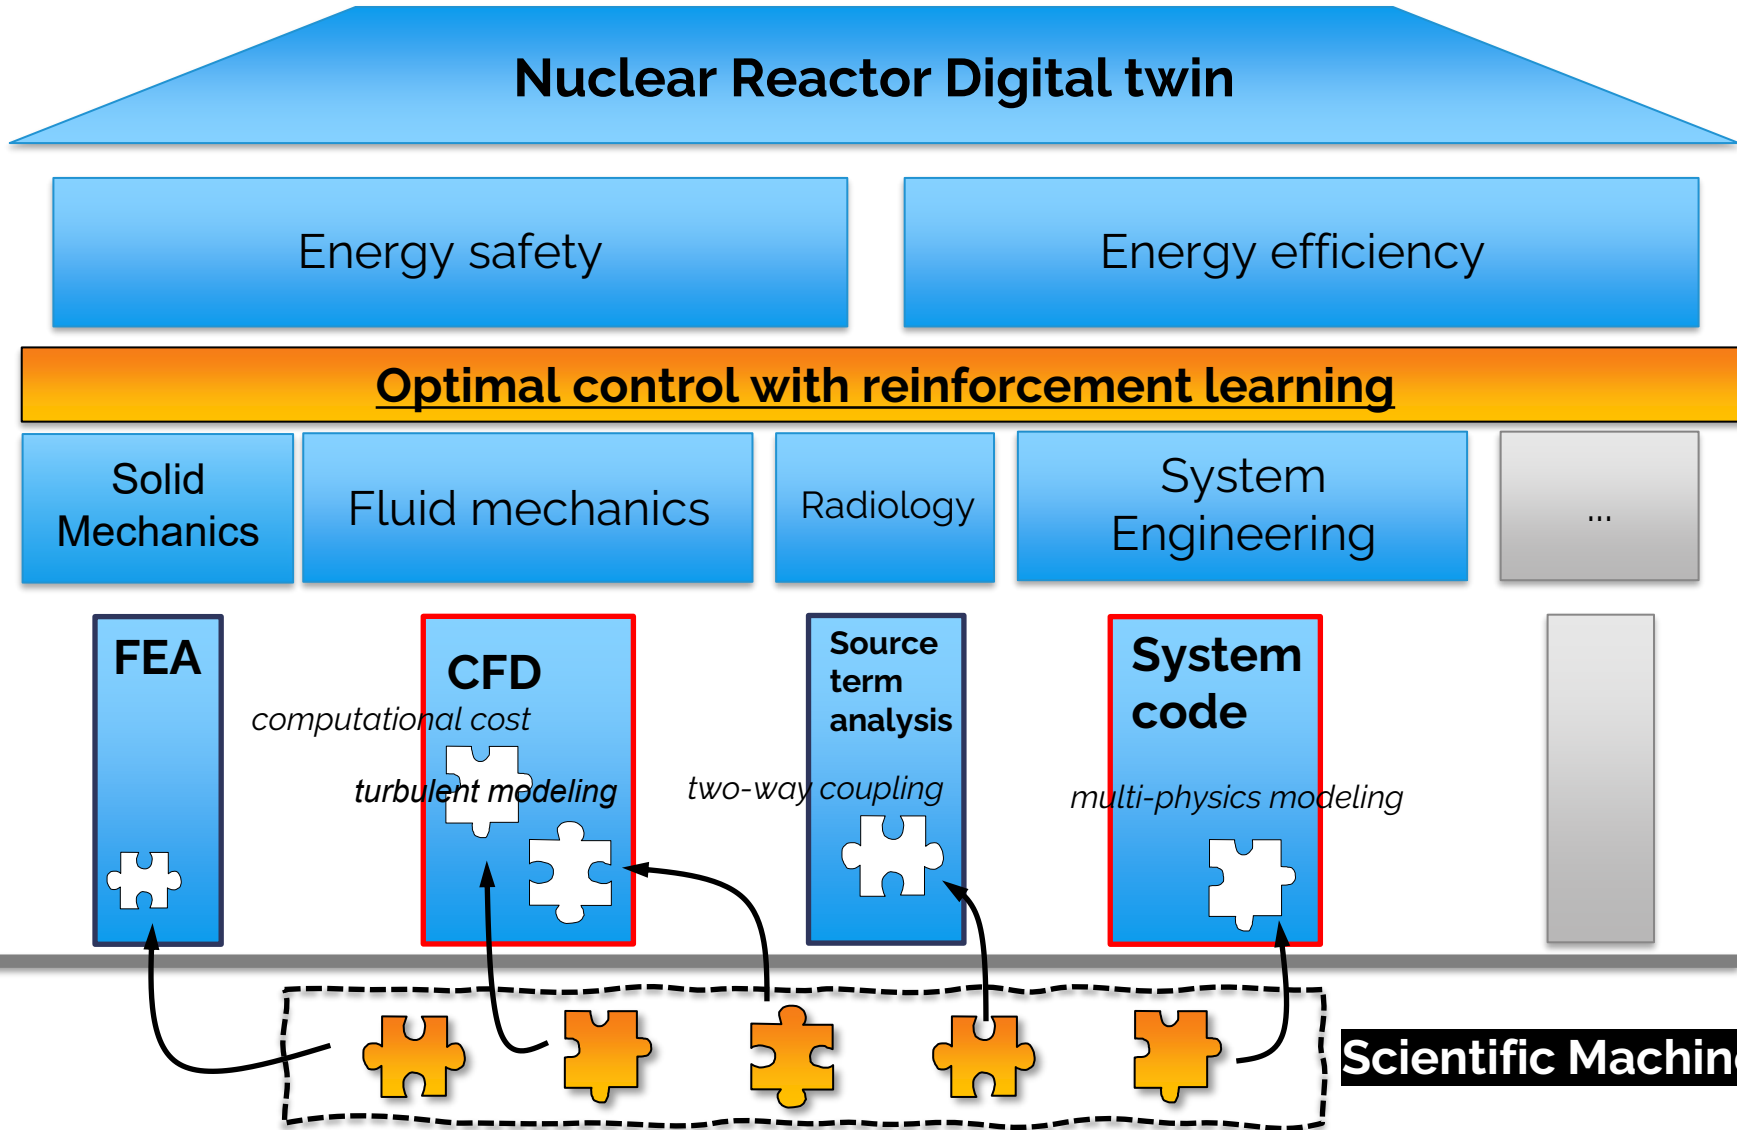 Nuclear Reactor Digital twin
Energy safety
Energy efficiency
Optimal control with reinforcement learning
Solid
Mechanics
Fluid mechanics
Radiology
System
Engineering
...
FEA
CFD
computational cost
turbulent modeling
Source
term
analysis
two-way coupling
System
code
multi-physics modeling
Scientific Machine